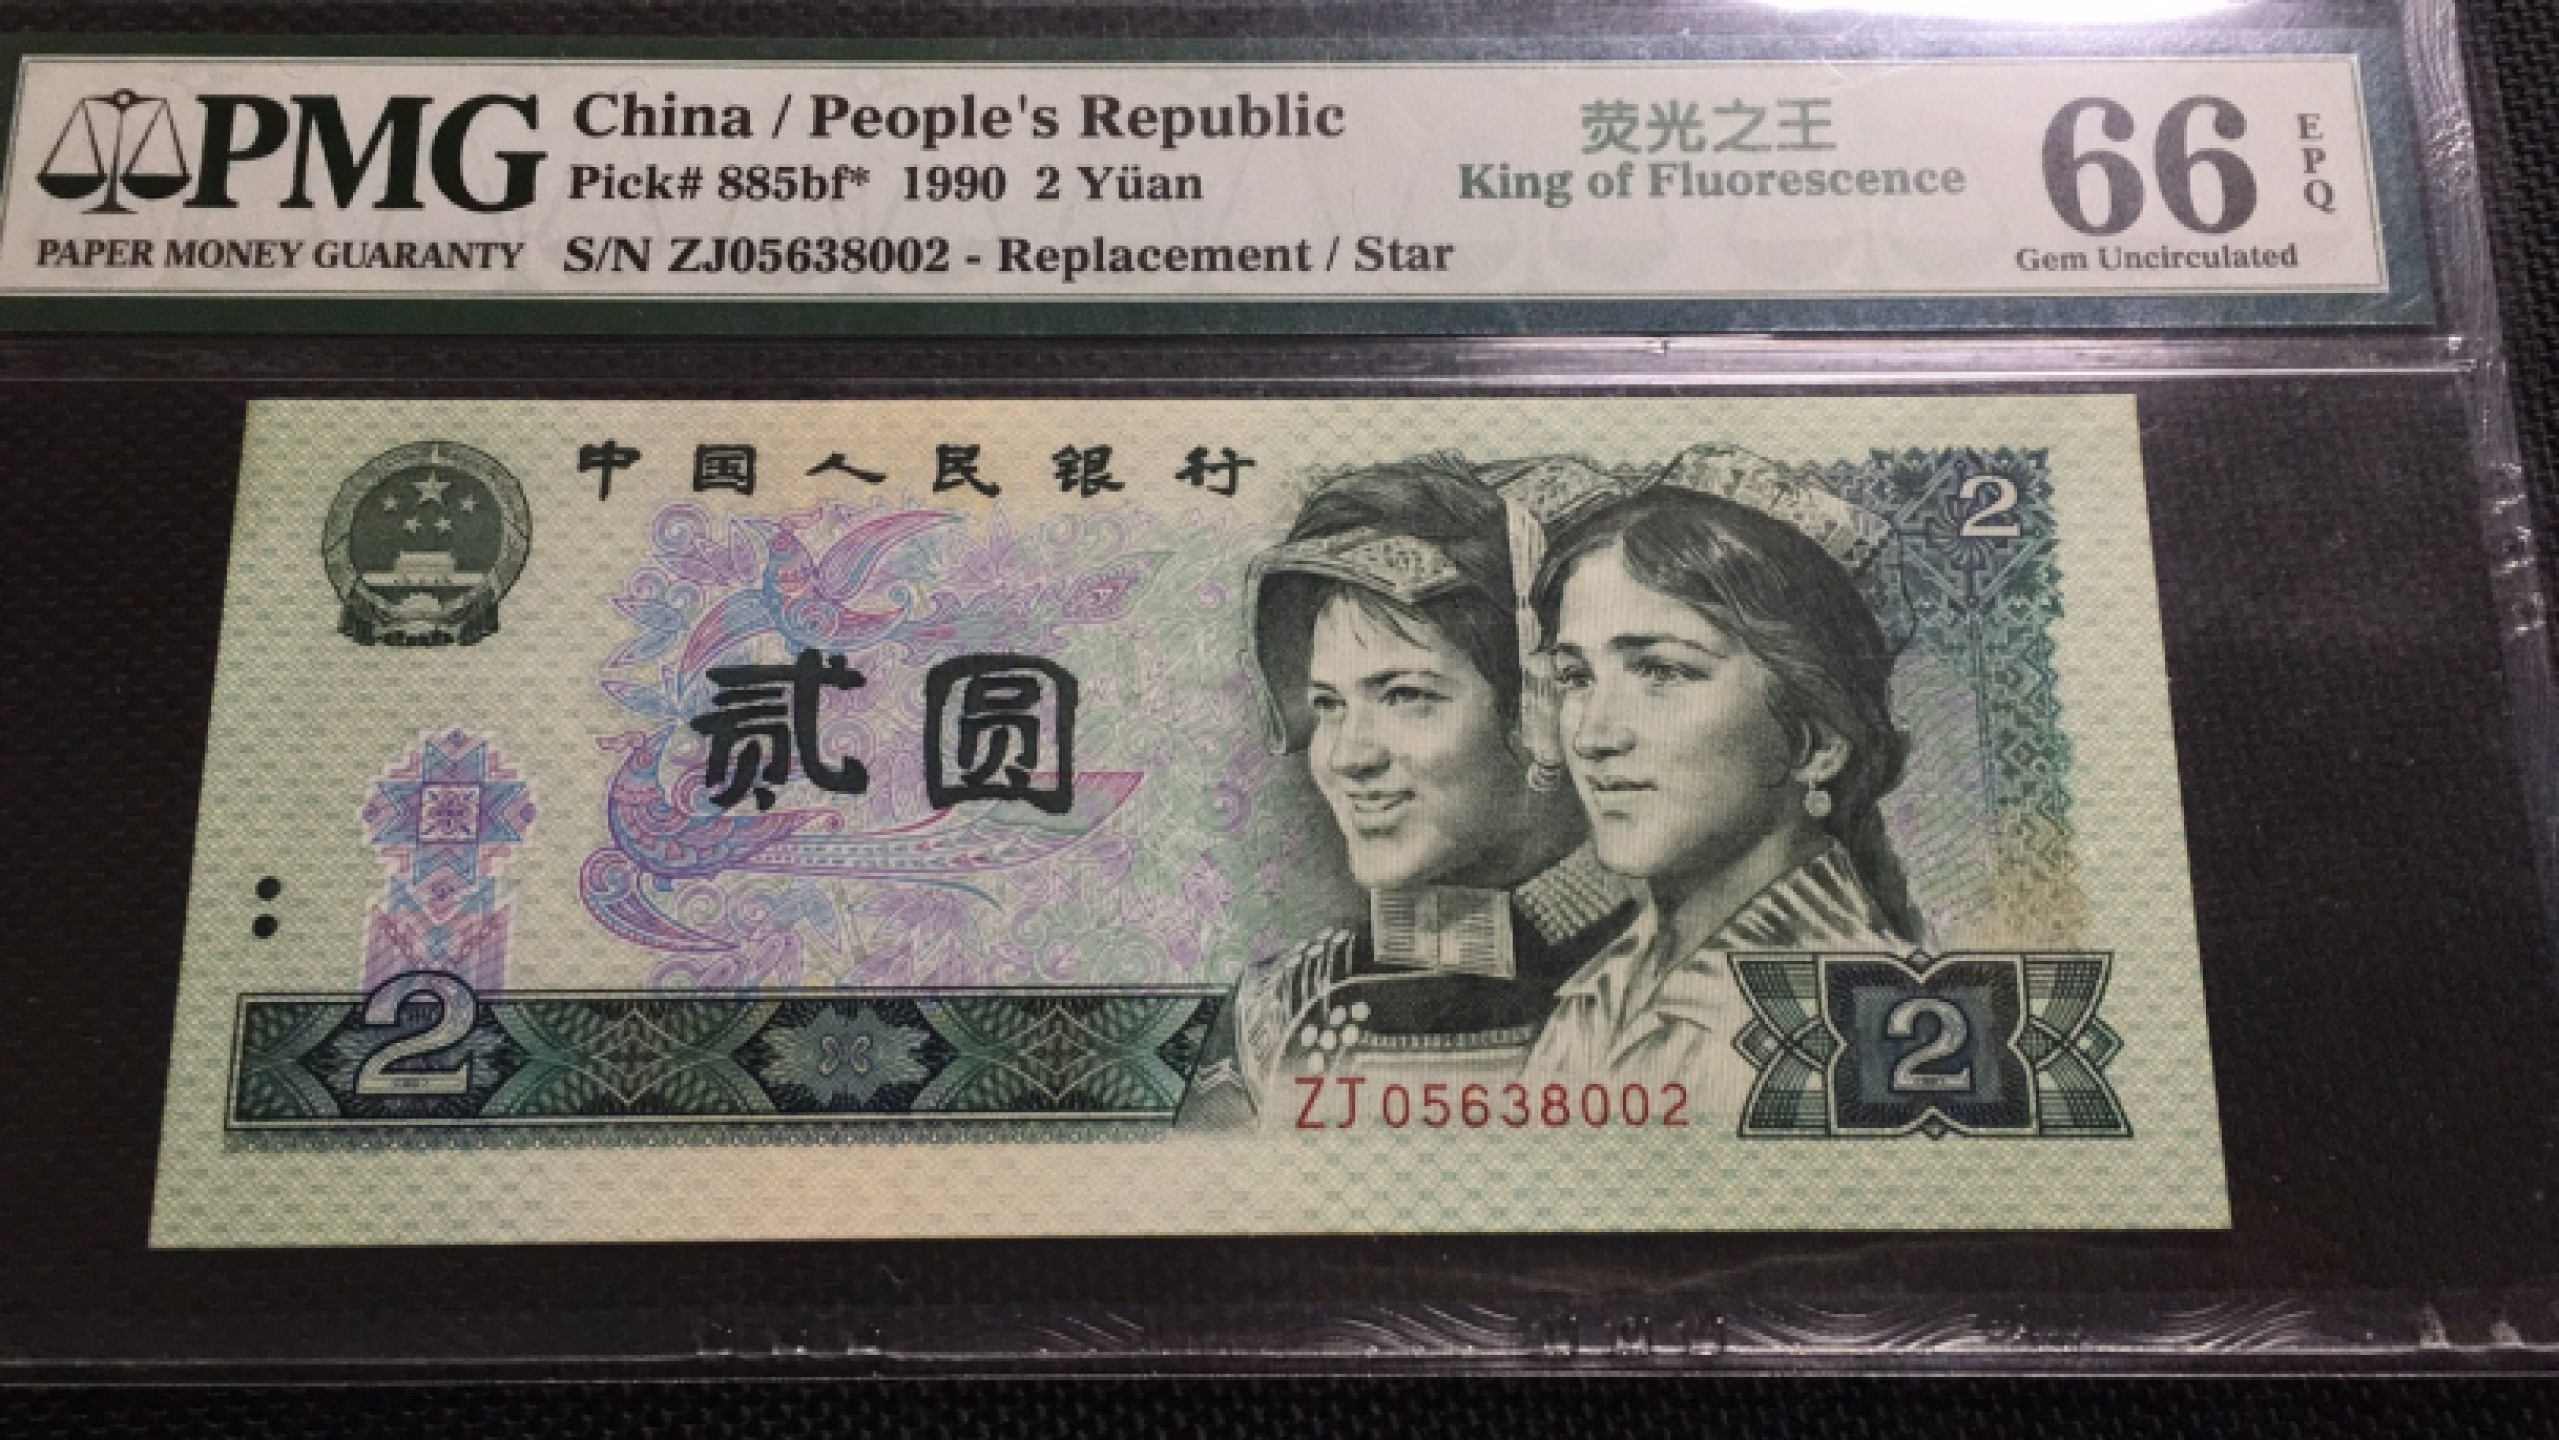 PMG
PAPER MONEY GUARANTY
China / People's Republic
Pick# 885bf* 1990 2 Yüan
S/N ZJ05638002 - Replacement / Star
荧光之王
King of Fluorescence
66
EPQ
Gem Uncirculated
中国人民银行
2
贰圆
2
2
ZJ05638002